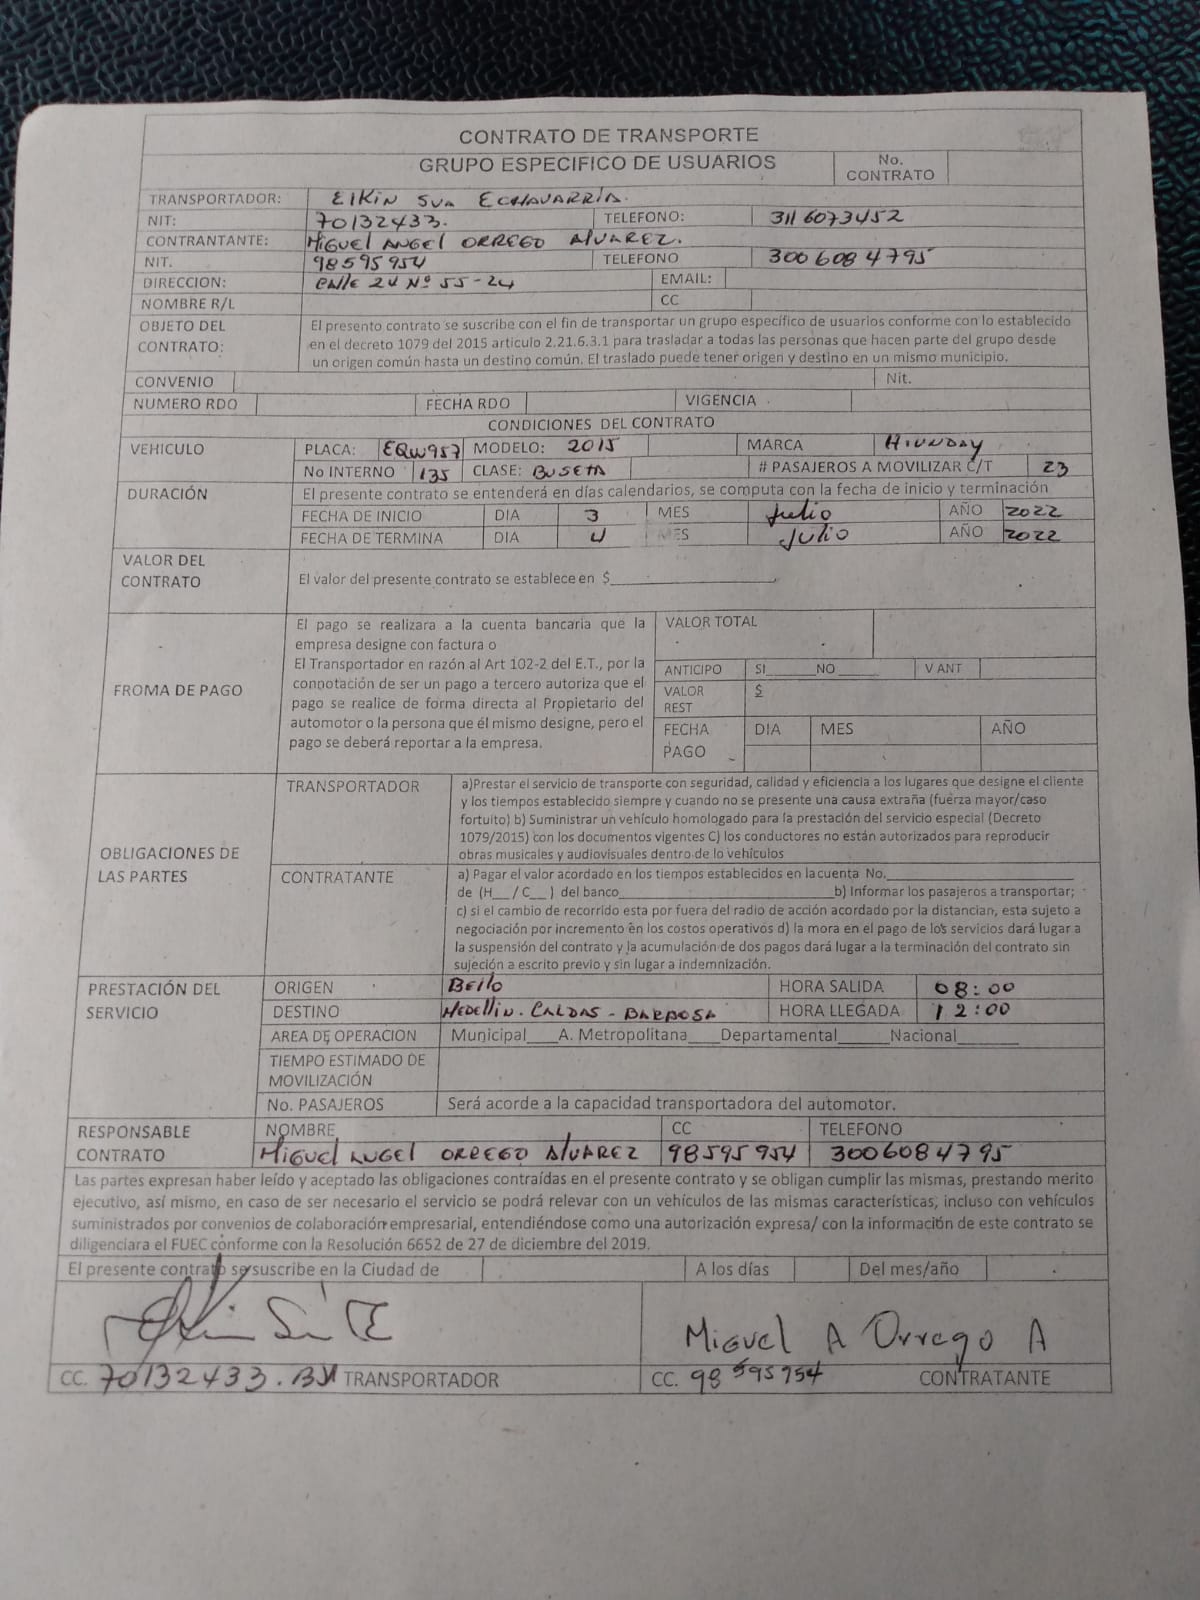 CONTRATO DE TRANSPORTE
GRUPO ESPECIFICO DE USUARIOS No. CONTRATO
TRANSPORTADOR: ElKiN SuA ECHAVARRÍA.
NIT: 70132433. TELEFONO: 3116073452
CONTRANTANTE: MIGUEL ANGEL ORREGO AlVAREZ.
NIT. 98595954 TELEFONO 3006084795
DIRECCION: CAllE 24 Nº 55-24 EMAIL:
NOMBRE R/L CC
OBJETO DEL CONTRATO: El presento contrato se suscribe con el fin de transportar un grupo específico de usuarios conforme con lo establecido
en el decreto 1079 del 2015 articulo 2.21.6.3.1 para trasladar a todas las personas que hacen parte del grupo desde
un origen común hasta un destino común. El traslado puede tener origen y destino en un mismo municipio.
CONVENIO Nit.
NUMERO RDO FECHA RDO VIGENCIA
CONDICIONES DEL CONTRATO
VEHICULO PLACA: EQW957 MODELO: 2015 MARCA HIUNDAY
No INTERNO 135 CLASE: BUSETA # PASAJEROS A MOVILIZAR C/T 23
DURACIÓN El presente contrato se entenderá en días calendarios, se computa con la fecha de inicio y terminación
FECHA DE INICIO DIA 3 MES Julio AÑO 2022
FECHA DE TERMINA DIA 4 MES Julio AÑO 2022
VALOR DEL CONTRATO El valor del presente contrato se establece en $
FROMA DE PAGO El pago se realizara a la cuenta bancaria que la
empresa designe con factura o
El Transportador en razón al Art 102-2 del E.T., por la
connotación de ser un pago a tercero autoriza que el
pago se realice de forma directa al Propietario del
automotor o la persona que él mismo designe, pero el
pago se deberá reportar a la empresa.
VALOR TOTAL
ANTICIPO SI NO V ANT
VALOR REST $
FECHA PAGO DIA MES AÑO
OBLIGACIONES DE LAS PARTES
TRANSPORTADOR a)Prestar el servicio de transporte con seguridad, calidad y eficiencia a los lugares que designe el cliente
y los tiempos establecido siempre y cuando no se presente una causa extraña (fuerza mayor/caso
fortuito) b) Suministrar un vehículo homologado para la prestación del servicio especial (Decreto
1079/2015) con los documentos vigentes C) los conductores no están autorizados para reproducir
obras musicales y audiovisuales dentro de lo vehículos
CONTRATANTE a) Pagar el valor acordado en los tiempos establecidos en la cuenta No.
de (H__/C__) del banco b) Informar los pasajeros a transportar;
c) si el cambio de recorrido esta por fuera del radio de acción acordado por la distancian, esta sujeto a
negociación por incremento en los costos operativos d) la mora en el pago de los servicios dará lugar a
la suspensión del contrato y la acumulación de dos pagos dará lugar a la terminación del contrato sin
sujeción a escrito previo y sin lugar a indemnización.
PRESTACIÓN DEL SERVICIO ORIGEN BEllO HORA SALIDA 08:00
DESTINO MEDELLIN. CALDAS - BARBOSA HORA LLEGADA 12:00
AREA DE OPERACION Municipal____A. Metropolitana____Departamental______Nacional_______
TIEMPO ESTIMADO DE MOVILIZACIÓN
No. PASAJEROS Será acorde a la capacidad transportadora del automotor.
RESPONSABLE CONTRATO NOMBRE CC TELEFONO
MIGUEL ANGEL ORREGO AlVAREZ 98595954 3006084795
Las partes expresan haber leído y aceptado las obligaciones contraídas en el presente contrato y se obligan cumplir las mismas, prestando merito
ejecutivo, así mismo, en caso de ser necesario el servicio se podrá relevar con un vehículos de las mismas características, incluso con vehículos
suministrados por convenios de colaboración empresarial, entendiéndose como una autorización expresa/ con la información de este contrato se
diligenciara el FUEC conforme con la Resolución 6652 de 27 de diciembre del 2019.
El presente contrato se suscribe en la Ciudad de A los días Del mes/año
Miguel A Orrego A
CC. 70132433. TRANSPORTADOR CC. 98595954 CONTRATANTE